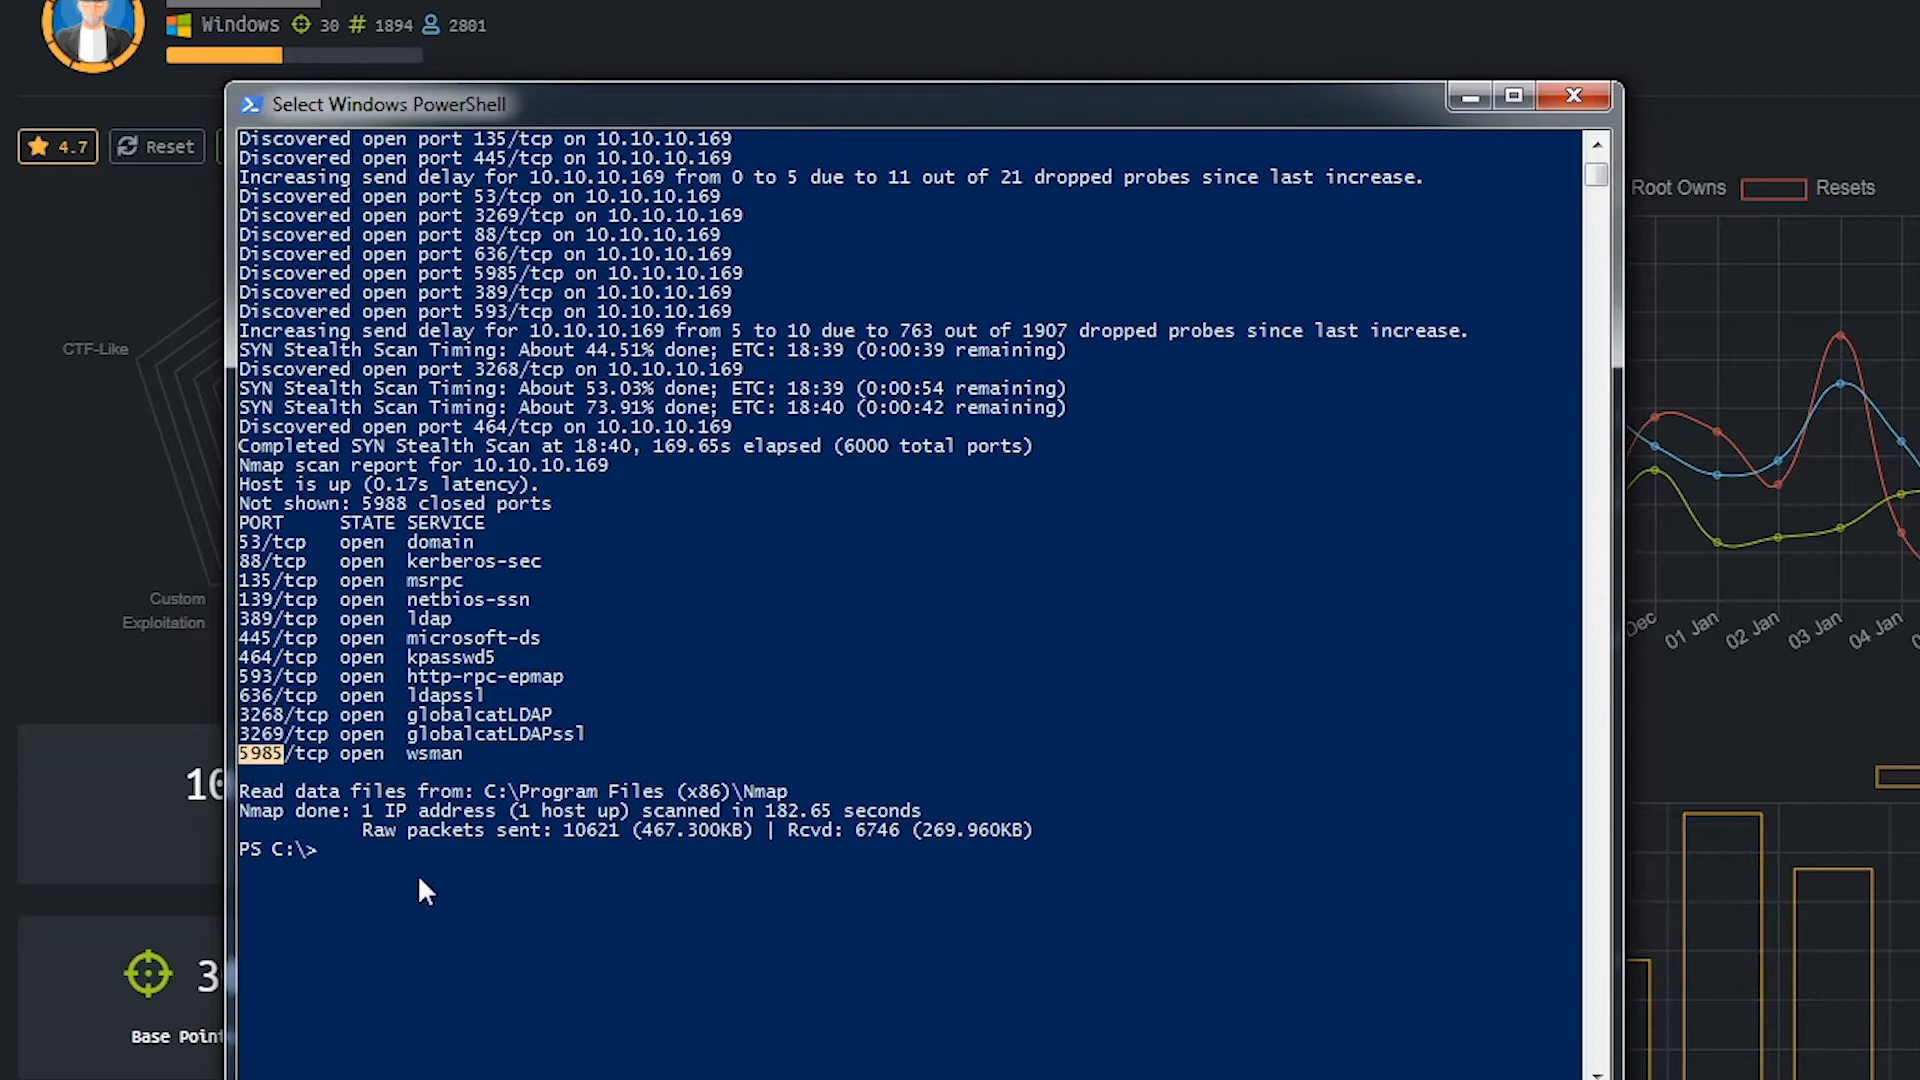 Windows 30 # 1894 2801
Select Windows PowerShell
4.7 Reset
Discovered open port 135/tcp on 10.10.10.169
Discovered open port 445/tcp on 10.10.10.169
Increasing send delay for 10.10.10.169 from 0 to 5 due to 11 out of 21 dropped probes since last increase.
Discovered open port 53/tcp on 10.10.10.169
Discovered open port 3269/tcp on 10.10.10.169
Discovered open port 88/tcp on 10.10.10.169
Discovered open port 636/tcp on 10.10.10.169
Discovered open port 5985/tcp on 10.10.10.169
Discovered open port 389/tcp on 10.10.10.169
Discovered open port 593/tcp on 10.10.10.169
Increasing send delay for 10.10.10.169 from 5 to 10 due to 763 out of 1907 dropped probes since last increase.
SYN Stealth Scan Timing: About 44.51% done; ETC: 18:39 (0:00:39 remaining)
Discovered open port 3268/tcp on 10.10.10.169
SYN Stealth Scan Timing: About 53.03% done; ETC: 18:39 (0:00:54 remaining)
SYN Stealth Scan Timing: About 73.91% done; ETC: 18:40 (0:00:42 remaining)
Discovered open port 464/tcp on 10.10.10.169
Completed SYN Stealth Scan at 18:40, 169.65s elapsed (6000 total ports)
Nmap scan report for 10.10.10.169
Host is up (0.17s latency).
Not shown: 5988 closed ports
PORT STATE SERVICE
53/tcp open domain
88/tcp open kerberos-sec
135/tcp open msrpc
139/tcp open netbios-ssn
389/tcp open ldap
445/tcp open microsoft-ds
464/tcp open kpasswd5
593/tcp open http-rpc-epmap
636/tcp open ldapssl
3268/tcp open globalcatLDAP
3269/tcp open globalcatLDAPssl
5985/tcp open wsman
Read data files from: C:\Program Files (x86)\Nmap
Nmap done: 1 IP address (1 host up) scanned in 182.65 seconds
Raw packets sent: 10621 (467.300KB) | Rcvd: 6746 (269.960KB)
PS C:\>
CTF-Like
Custom
Exploitation
10
3
Base Point
Root Owns Resets
Dec 01 Jan 02 Jan 03 Jan 04 Jan